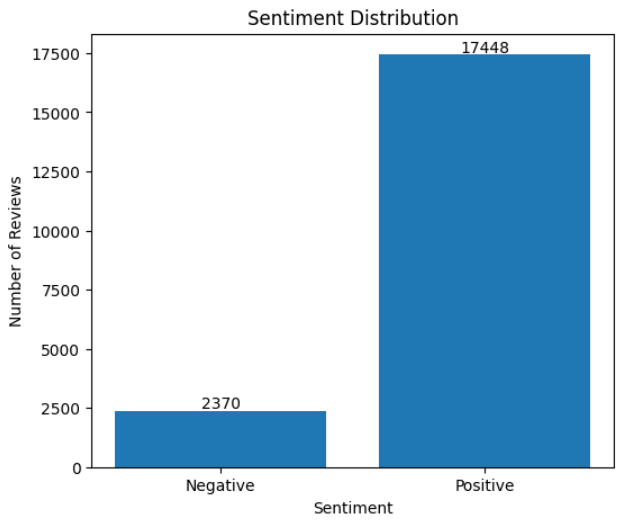 Sentiment Distribution
17500
17448
15000
12500
10000
7500
5000
2500
2370
0
Number of Reviews
Negative Positive
Sentiment